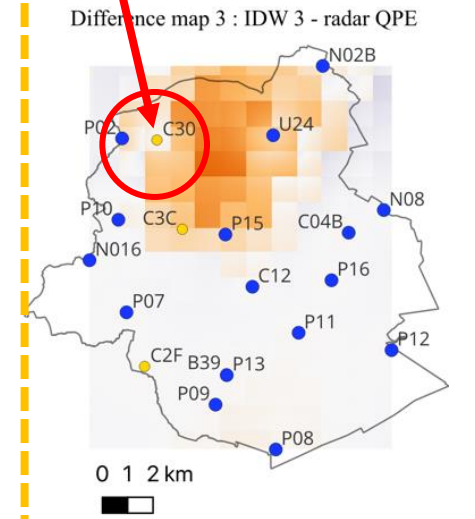 Difference map 3 : IDW 3 - radar QPE
N02B
P02 C30 U24
P10 C3C P15 C04B N08
N016
C12 P16
P07
P11
P12
C2F B39 P13
P09
P08
0 1 2 km